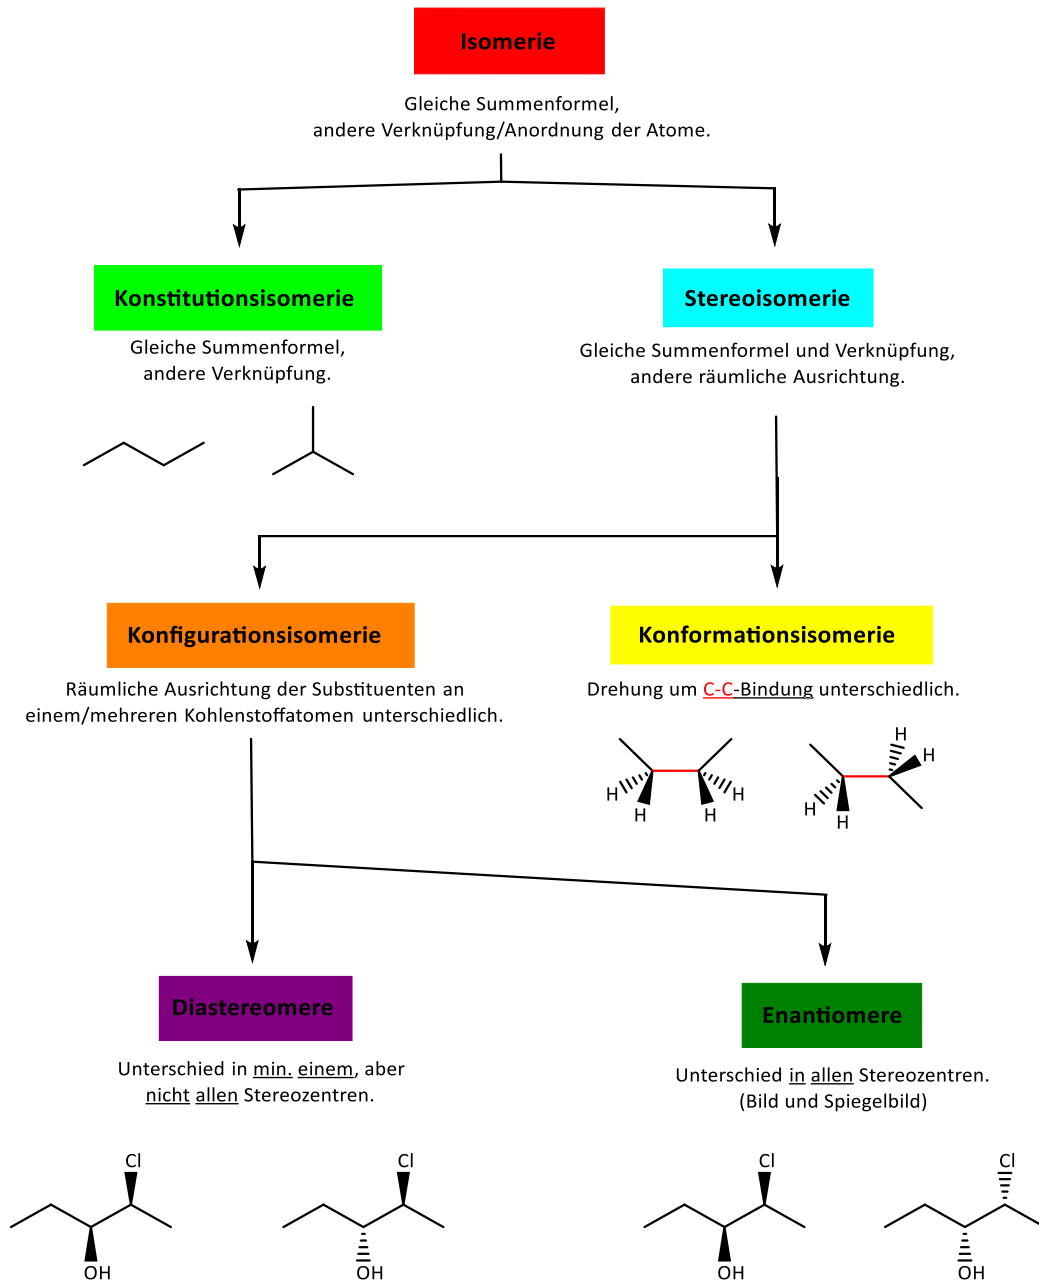 Isomerie
Gleiche Summenformel,
andere Verknüpfung/Anordnung der Atome.
Konstitutionsisomerie
Gleiche Summenformel,
andere Verknüpfung.
Stereoisomerie
Gleiche Summenformel und Verknüpfung,
andere räumliche Ausrichtung.
Konfigurationsisomerie
Räumliche Ausrichtung der Substituenten an
einem/mehreren Kohlenstoffatomen unterschiedlich.
Konformationsisomerie
Drehung um C-C-Bindung unterschiedlich.
H
H
H
H
H
H
H
H
Diastereomere
Unterschied in min. einem, aber
nicht allen Stereozentren.
Enantiomere
Unterschied in allen Stereozentren.
(Bild und Spiegelbild)
Cl
OH
Cl
OH
Cl
OH
Cl
OH